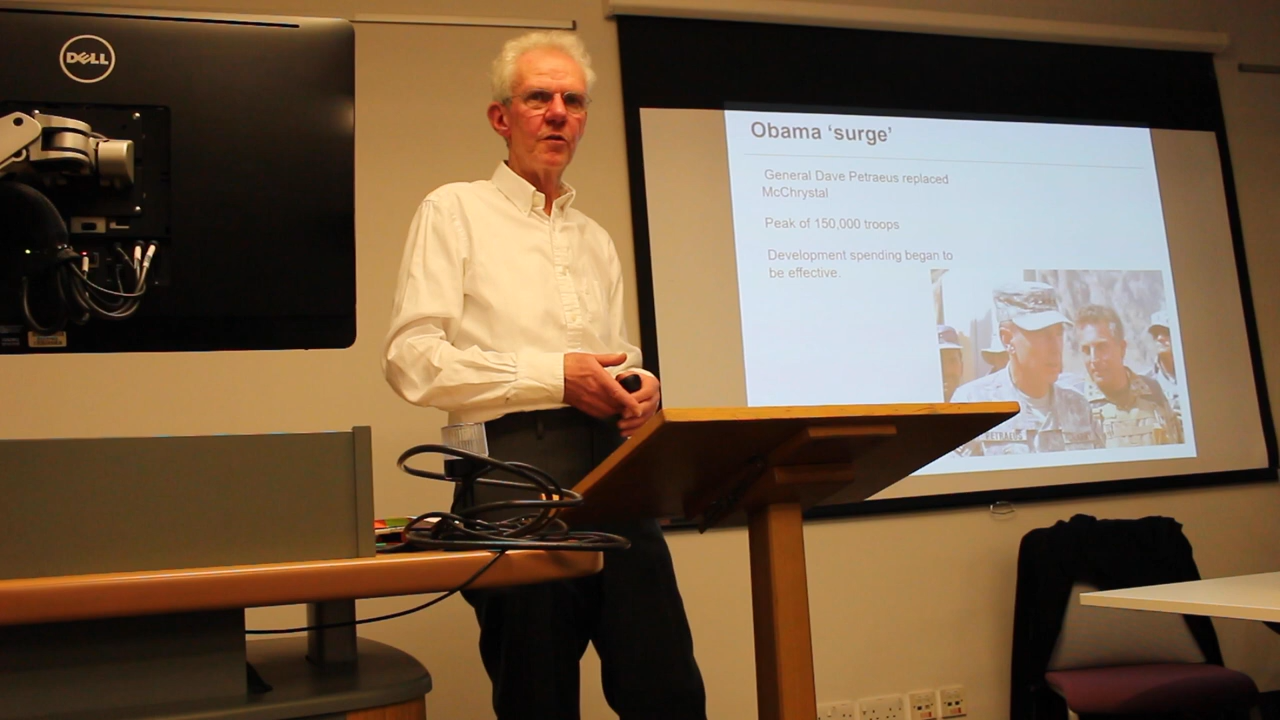 DELL
Obama ‘surge’
General Dave Petraeus replaced
McChrystal
Peak of 150,000 troops
Development spending began to
be effective.
PETRAEUS